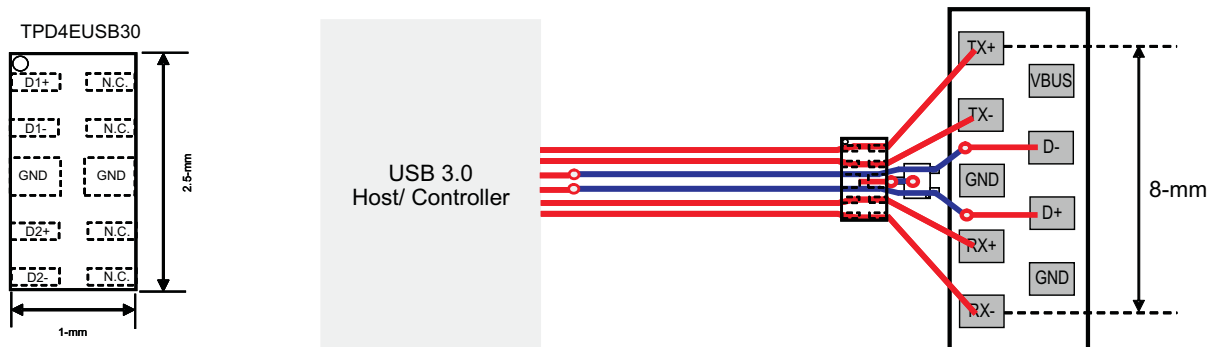 TPD4EUSB30
D1+ N.C.
D1- N.C.
GND GND
D2+ N.C.
D2- N.C.
2.5-mm
1-mm
USB 3.0
Host/ Controller
TX+
VBUS
TX-
D-
GND
D+
RX+
GND
RX-
8-mm